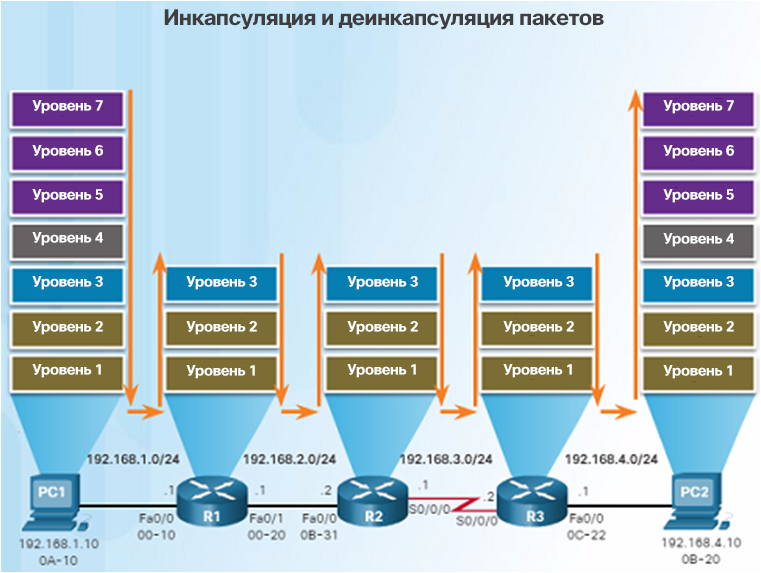 Инкапсуляция и деинкапсуляция пакетов
Уровень 7
Уровень 6
Уровень 5
Уровень 4
Уровень 3
Уровень 2
Уровень 1
Уровень 3
Уровень 2
Уровень 1
Уровень 3
Уровень 2
Уровень 1
Уровень 3
Уровень 2
Уровень 1
Уровень 7
Уровень 6
Уровень 5
Уровень 4
Уровень 3
Уровень 2
Уровень 1
192.168.1.0/24
192.168.2.0/24
192.168.3.0/24
192.168.4.0/24
PC1
.1
R1
.1
.2
R2
.1
.2
R3
.1
PC2
192.168.1.10
0A-10
Fa0/0
00-10
Fa0/1
00-20
Fa0/0
0B-31
S0/0/0
S0/0/0
Fa0/0
0C-22
192.168.4.10
0B-20